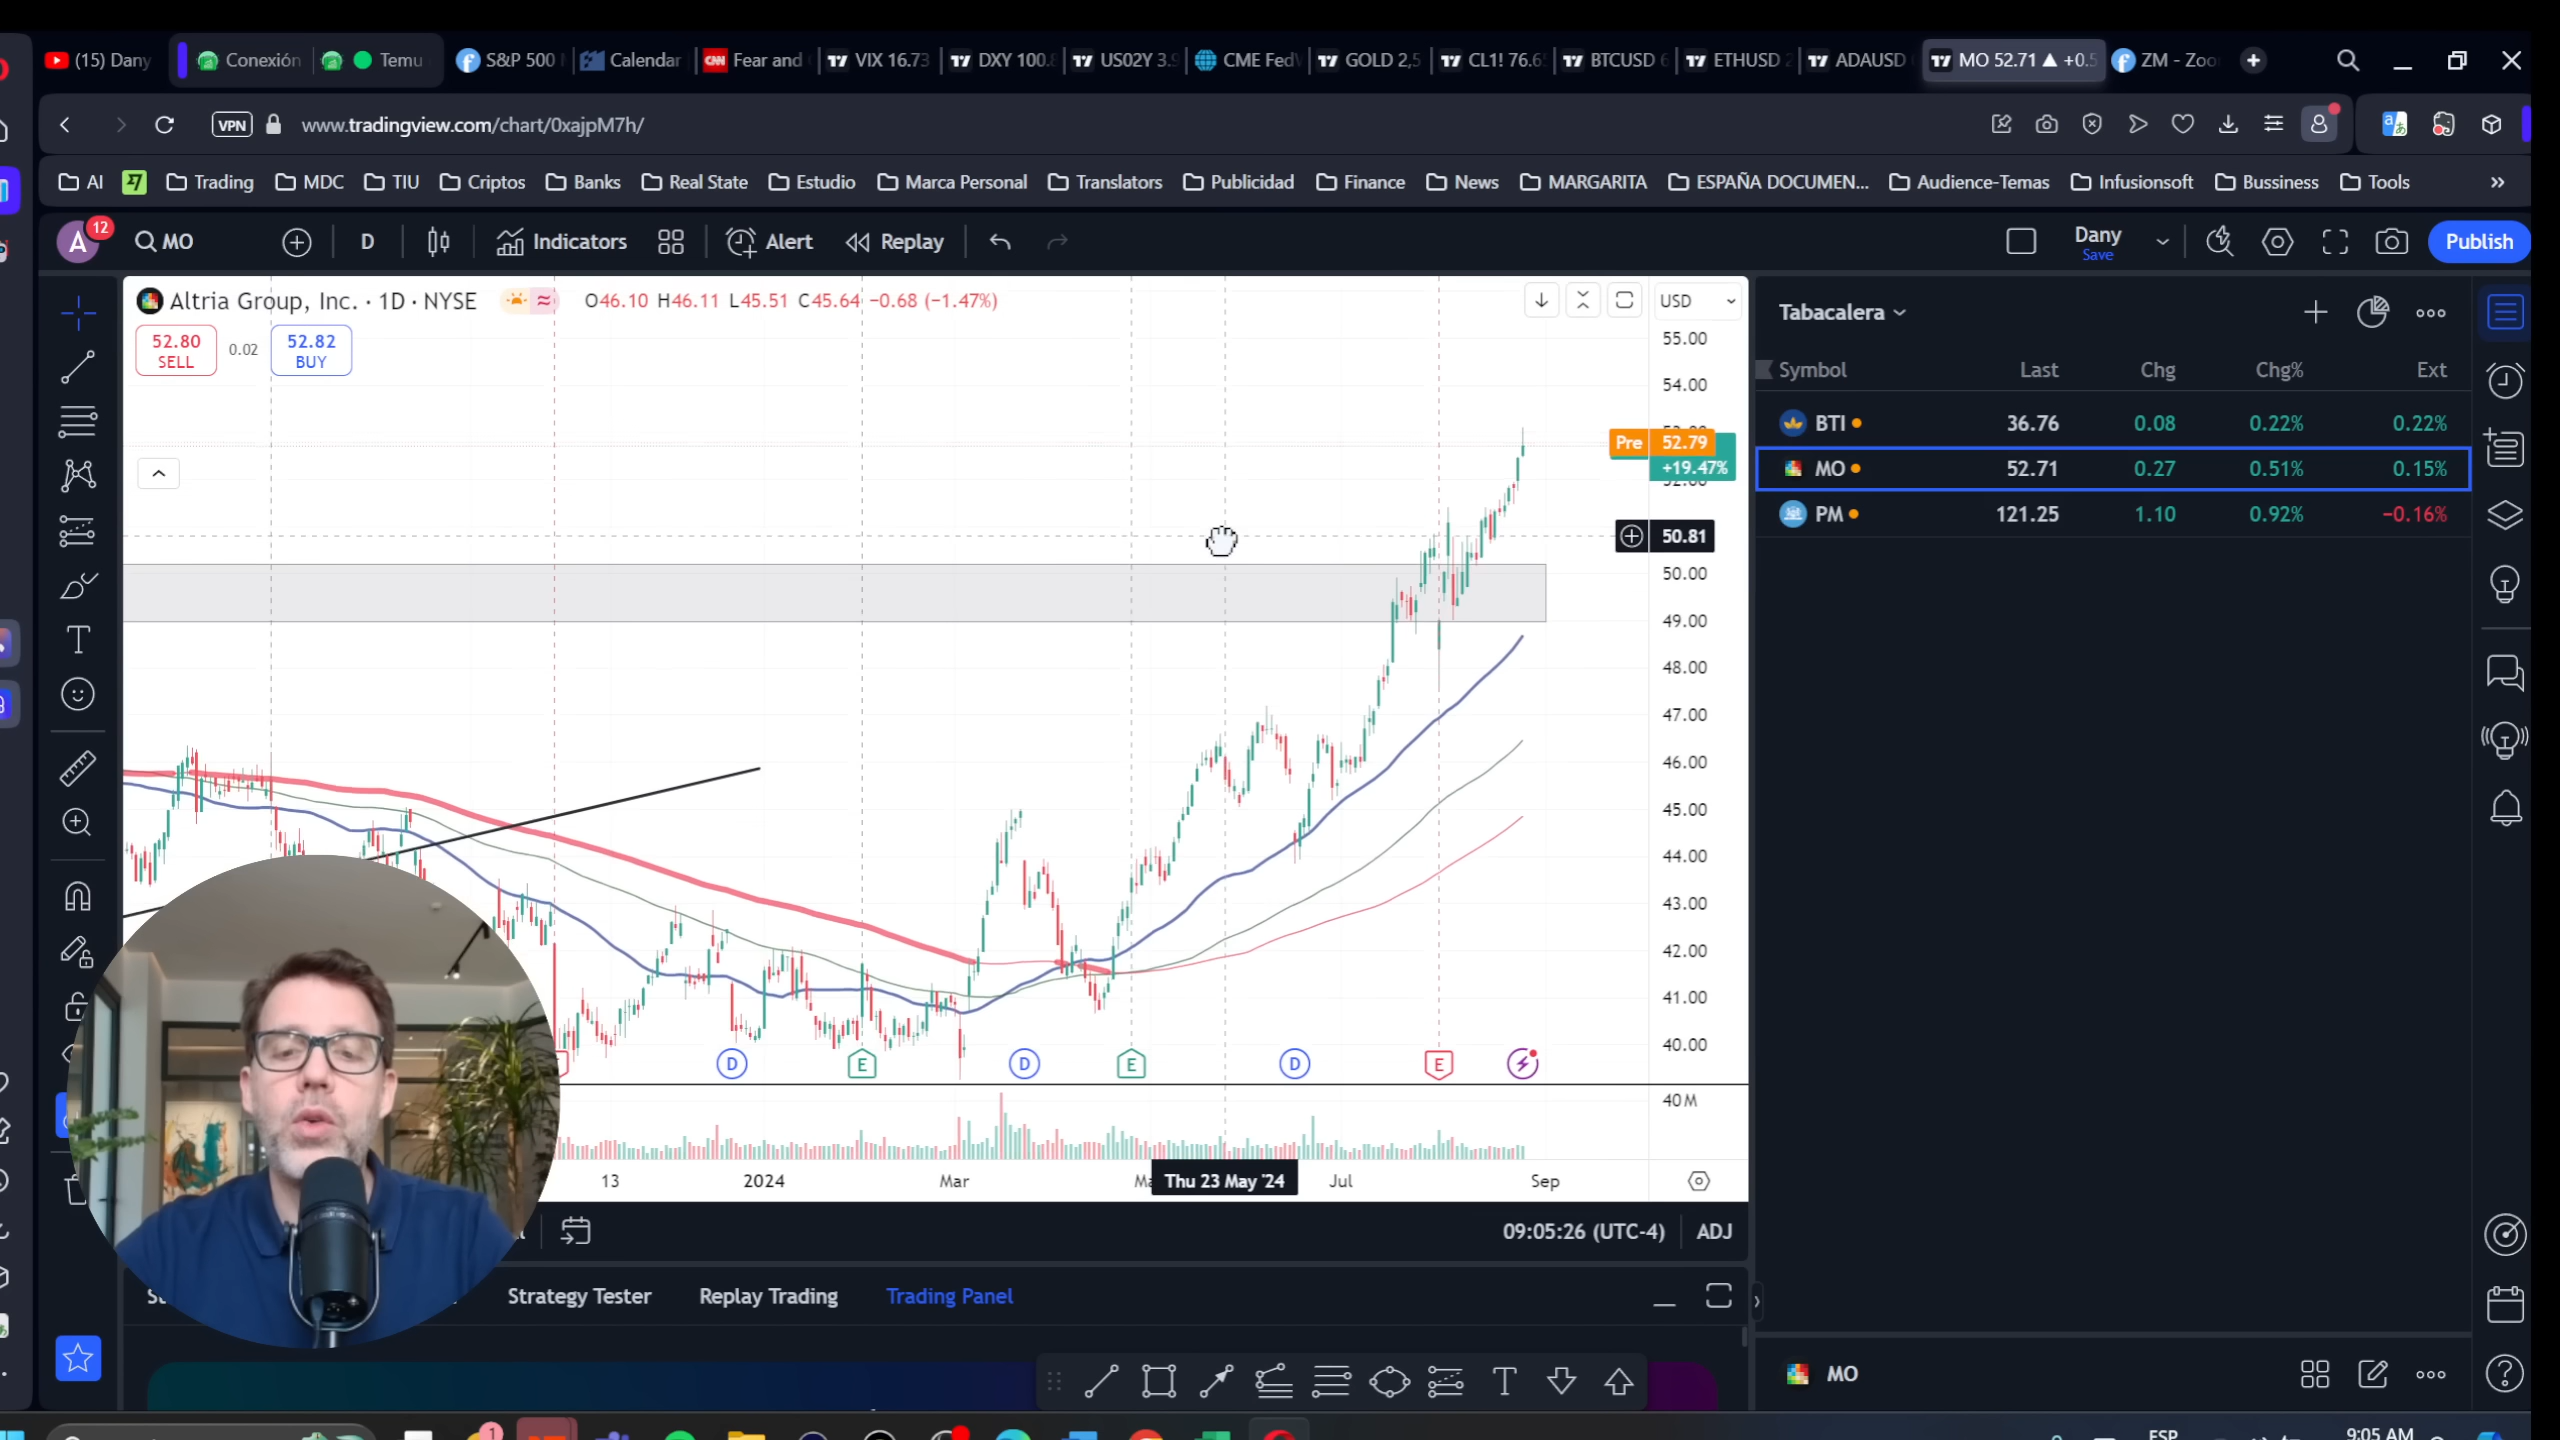 (15) Dany
Conexión
Temu
S&P 500
Calendar
CNN Fear and
VIX 16.73
DXY 100.8
US02Y 3.9
CME Fed
GOLD 2,5
CL1! 76.6
BTCUSD 6
ETHUSD 2
ADAUSD
MO 52.71 ▲ +0.5
ZM - Zoo
VPN
www.tradingview.com/chart/0xajpM7h/
AI
Trading
MDC
TIU
Criptos
Banks
Real State
Estudio
Marca Personal
Translators
Publicidad
Finance
News
MARGARITA
ESPAÑA DOCUMEN...
Audience-Temas
Infusionsoft
Bussiness
Tools
A 12
MO
D
Indicators
Alert
Replay
Dany
Save
Publish
Altria Group, Inc. · 1D · NYSE
O46.10 H46.11 L45.51 C45.64 −0.68 (−1.47%)
USD
52.80
SELL
0.02
52.82
BUY
55.00
54.00
Pre 52.79
+19.47%
50.81
50.00
49.00
48.00
47.00
46.00
45.00
44.00
43.00
42.00
41.00
40.00
D
E
D
E
D
E
40 M
13
2024
Mar
Thu 23 May '24
Jul
Sep
09:05:26 (UTC-4)
ADJ
Strategy Tester
Replay Trading
Trading Panel
Tabacalera
Symbol Last Chg Chg% Ext
BTI 36.76 0.08 0.22% 0.22%
MO 52.71 0.27 0.51% 0.15%
PM 121.25 1.10 0.92% −0.16%
MO
T
1
ESP
9:05 AM